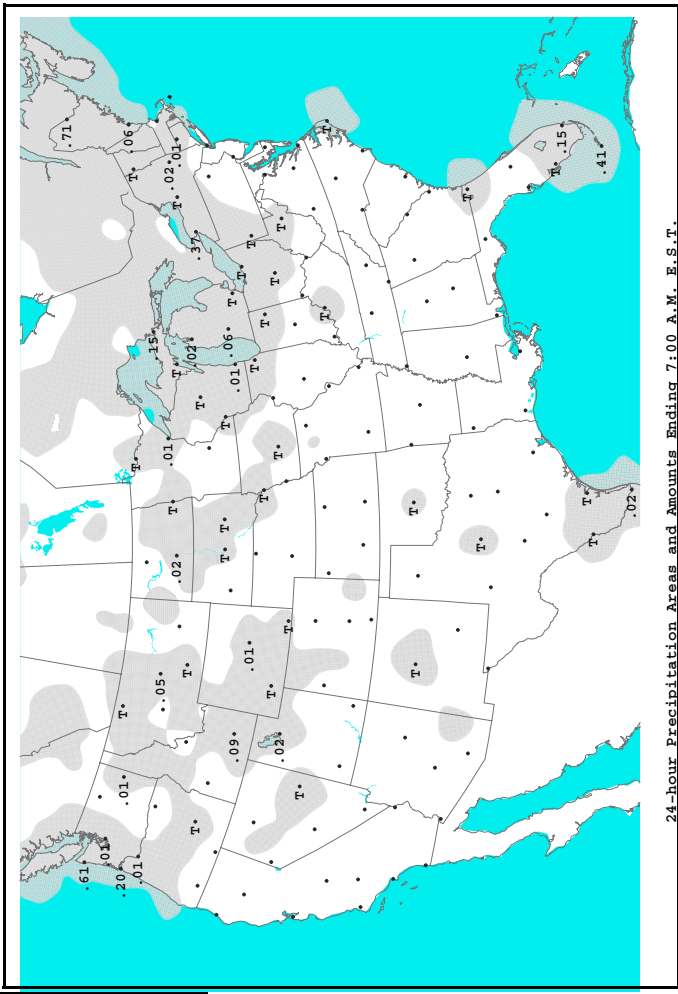 .71
.61
.01
.20
T
.01
.06
T
T
.01
.15
.05
.01
.02
T
.02
.01
T
T
T
.02
T
.37
T
T
T
T
.06
T
.09
.01
T
.01
T
T
T
T
T
T
T
.02
T
T
T
T
T
T
T
T
T
T
.15
T
T
.41
.02
24-hour Precipitation Areas and Amounts Ending 7:00 A.M. E.S.T.